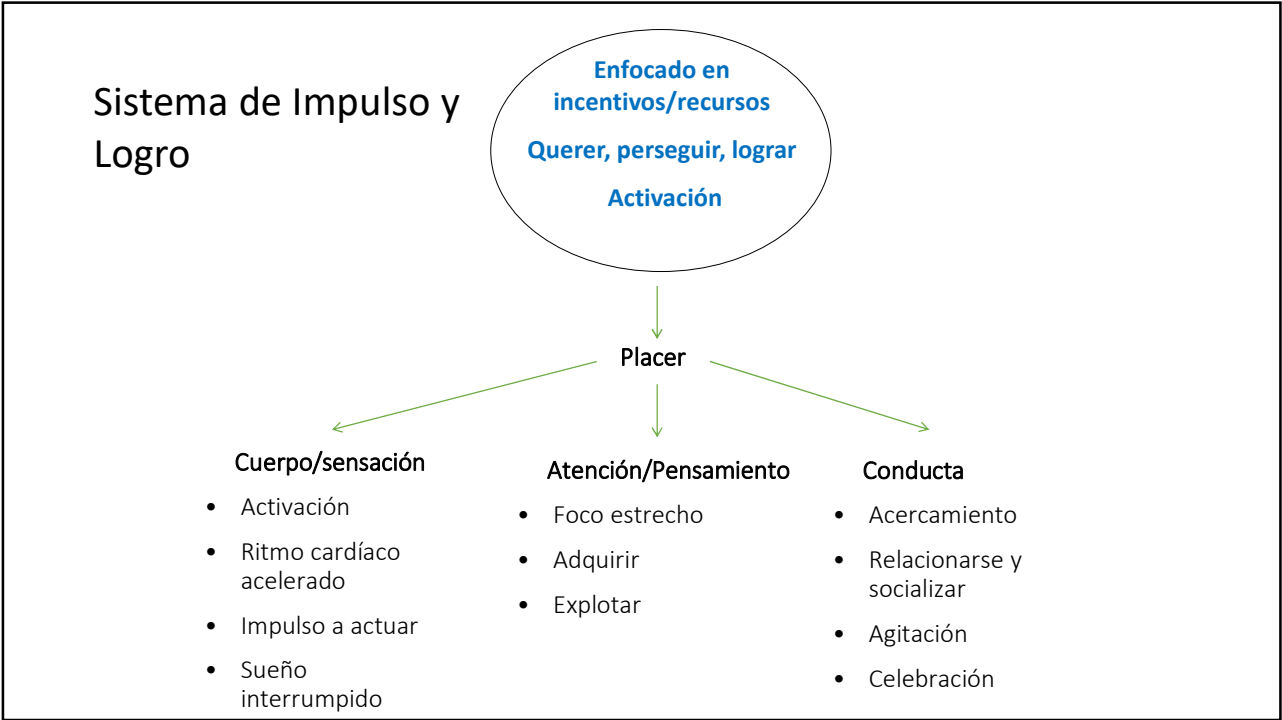 Sistema de Impulso y
Logro
Enfocado en
incentivos/recursos
Querer, perseguir, lograr
Activación
Placer
Cuerpo/sensación
• Activación
• Ritmo cardíaco
acelerado
• Impulso a actuar
• Sueño
interrumpido
Atención/Pensamiento
• Foco estrecho
• Adquirir
• Explotar
Conducta
• Acercamiento
• Relacionarse y
socializar
• Agitación
• Celebración